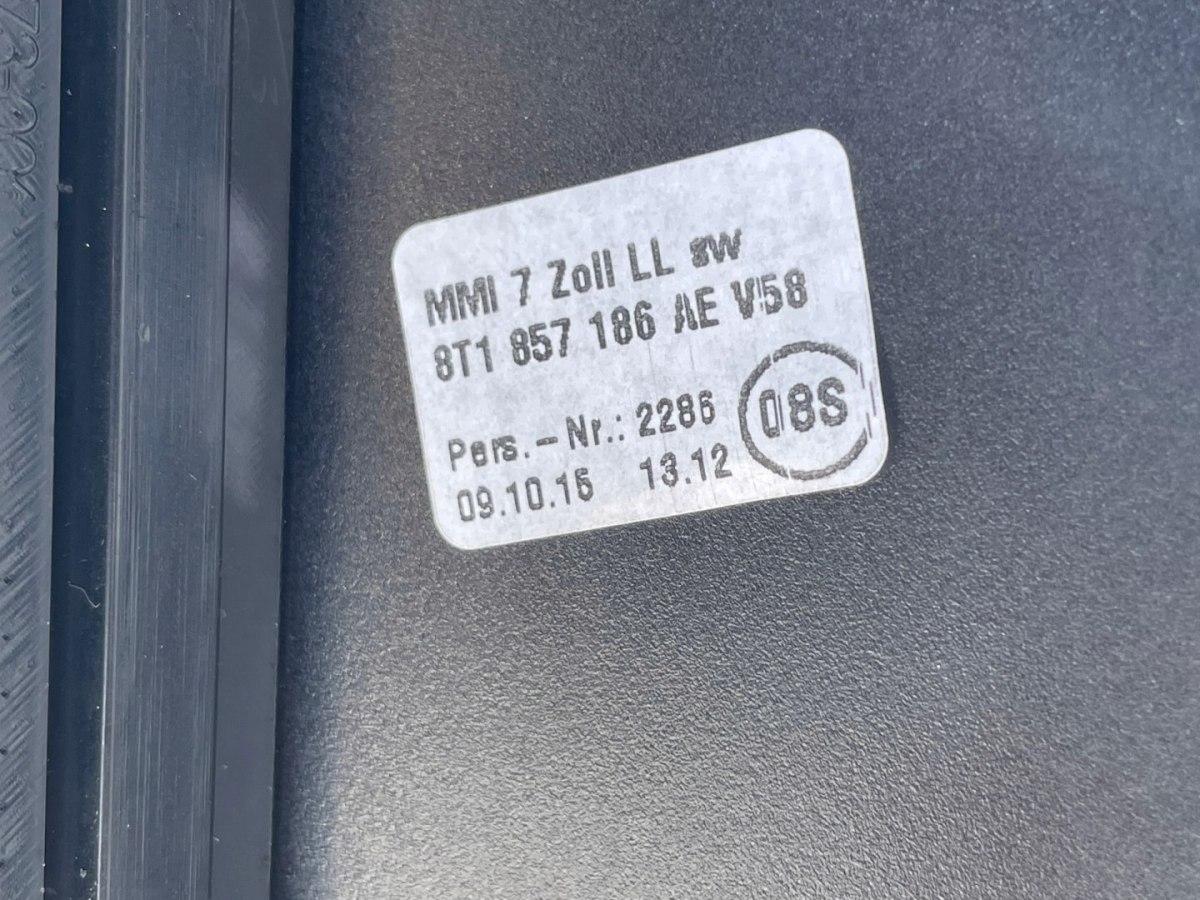 MMI 7 Zoll LL sw
8T1 857 186 AE V58
Pers.-Nr.: 2286
09.10.15 13.12
08S